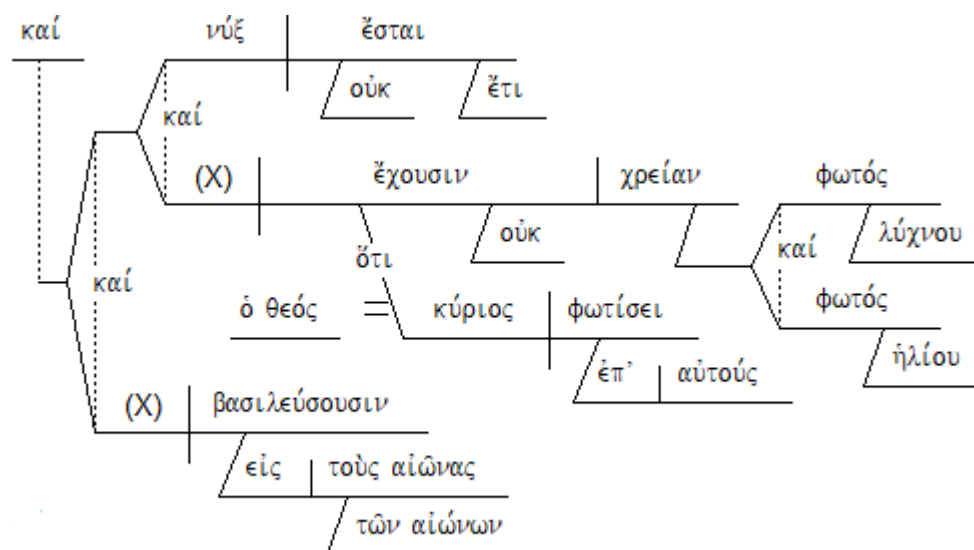 καί νύξ ἔσται
οὐκ ἔτι
καί
(X) ἔχουσιν χρείαν φωτός
οὐκ λύχνου
ὅτι καί
καί
ὁ θεός = κύριος φωτίσει φωτός
ἐπ' αὐτούς ἡλίου
(X) βασιλεύσουσιν
εἰς τοὺς αἰῶνας
τῶν αἰώνων